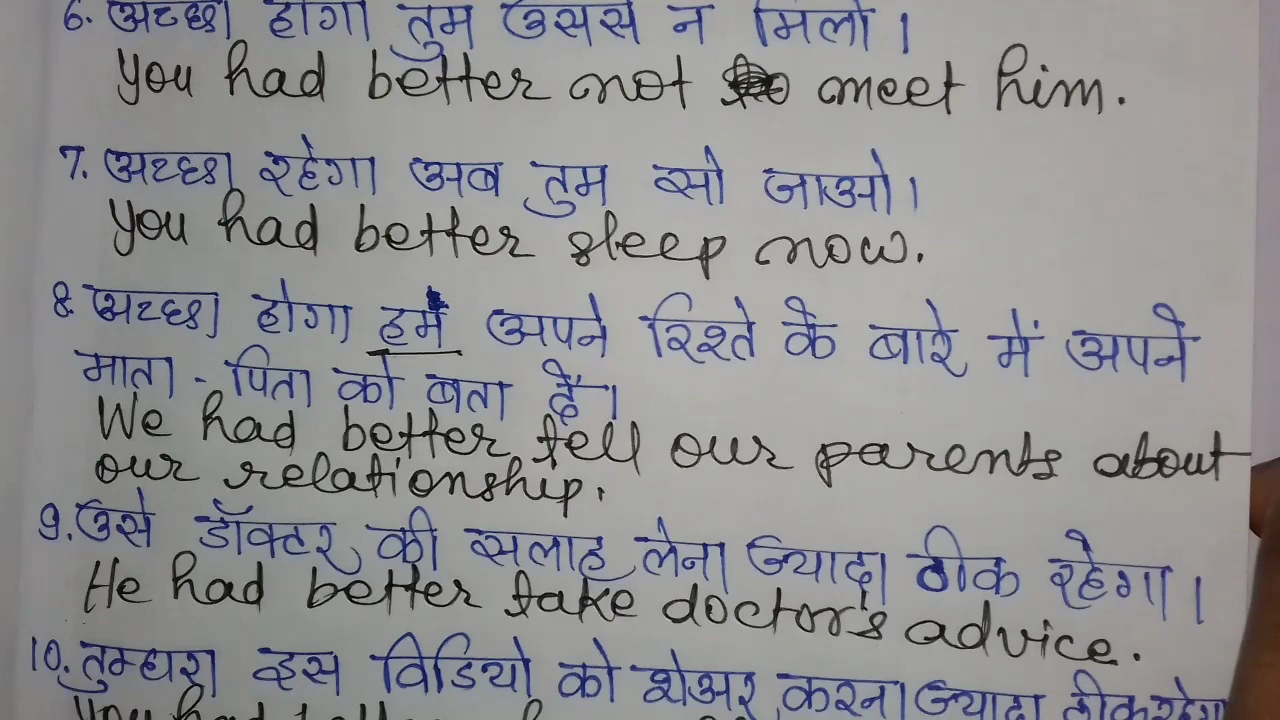 6. अच्छा होगा तुम उससे न मिलो।
You had better not meet him.
7. अच्छा रहेगा अब तुम सो जाओ।
You had better sleep now.
8. अच्छा होगा हम अपने रिश्ते के बारे में अपने
माता - पिता को बता दें।
We had better tell our parents about
our relationship.
9. उसे डॉक्टर की सलाह लेना ज्यादा ठीक रहेगा।
He had better take doctor's advice.
10. तुम्हारा इस विडियो को शेअर करना ज्यादा ठीक रहेगा
You had